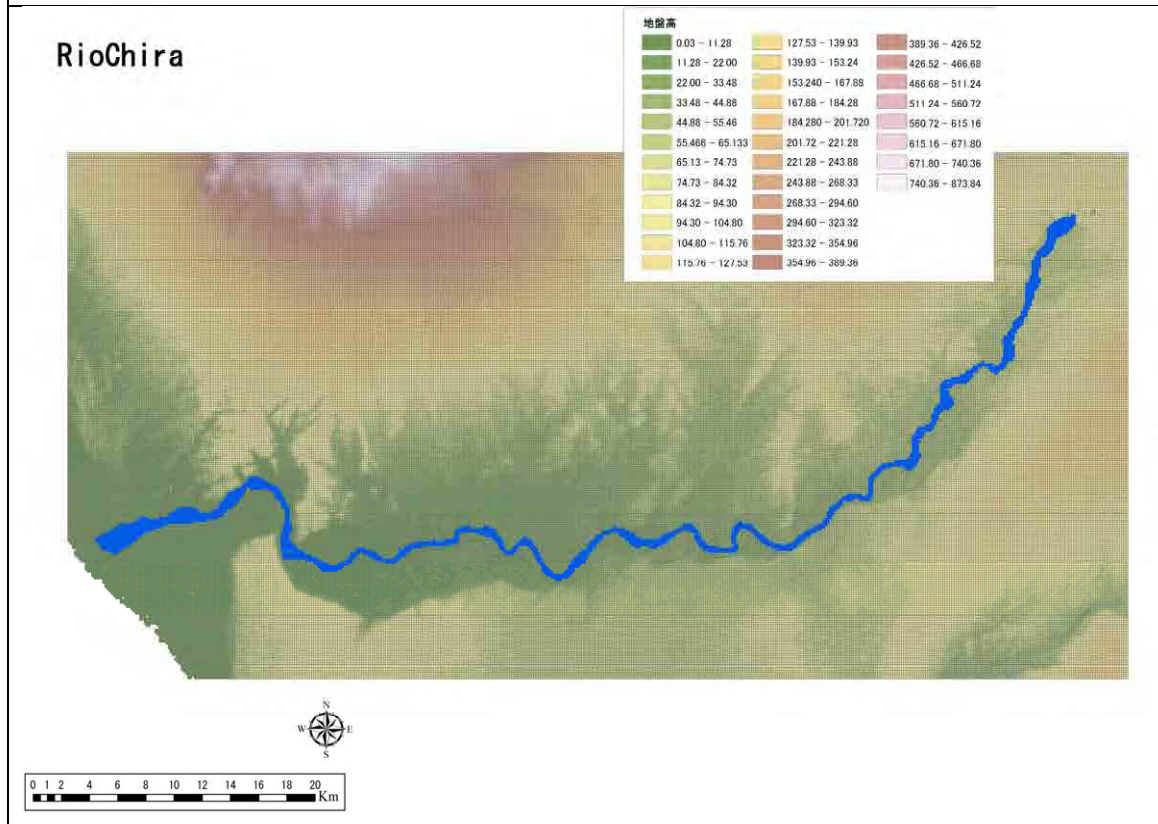 RioChira
地盤高
0.03 - 11.28
11.28 - 22.00
22.00 - 33.48
33.48 - 44.88
44.88 - 55.46
55.466 - 65.133
65.13 - 74.73
74.73 - 84.32
84.32 - 94.30
94.30 - 104.80
104.80 - 115.76
115.76 - 127.53
127.53 - 139.93
139.93 - 153.24
153.240 - 167.88
167.88 - 184.28
184.280 - 201.720
201.72 - 221.28
221.28 - 243.88
243.88 - 268.33
268.33 - 294.60
294.60 - 323.32
323.32 - 354.96
354.96 - 389.36
389.36 - 426.52
426.52 - 466.68
466.68 - 511.24
511.24 - 560.72
560.72 - 615.16
615.16 - 671.80
671.80 - 740.36
740.36 - 873.84
N
W E
S
0 1 2 4 6 8 10 12 14 16 18 20
Km